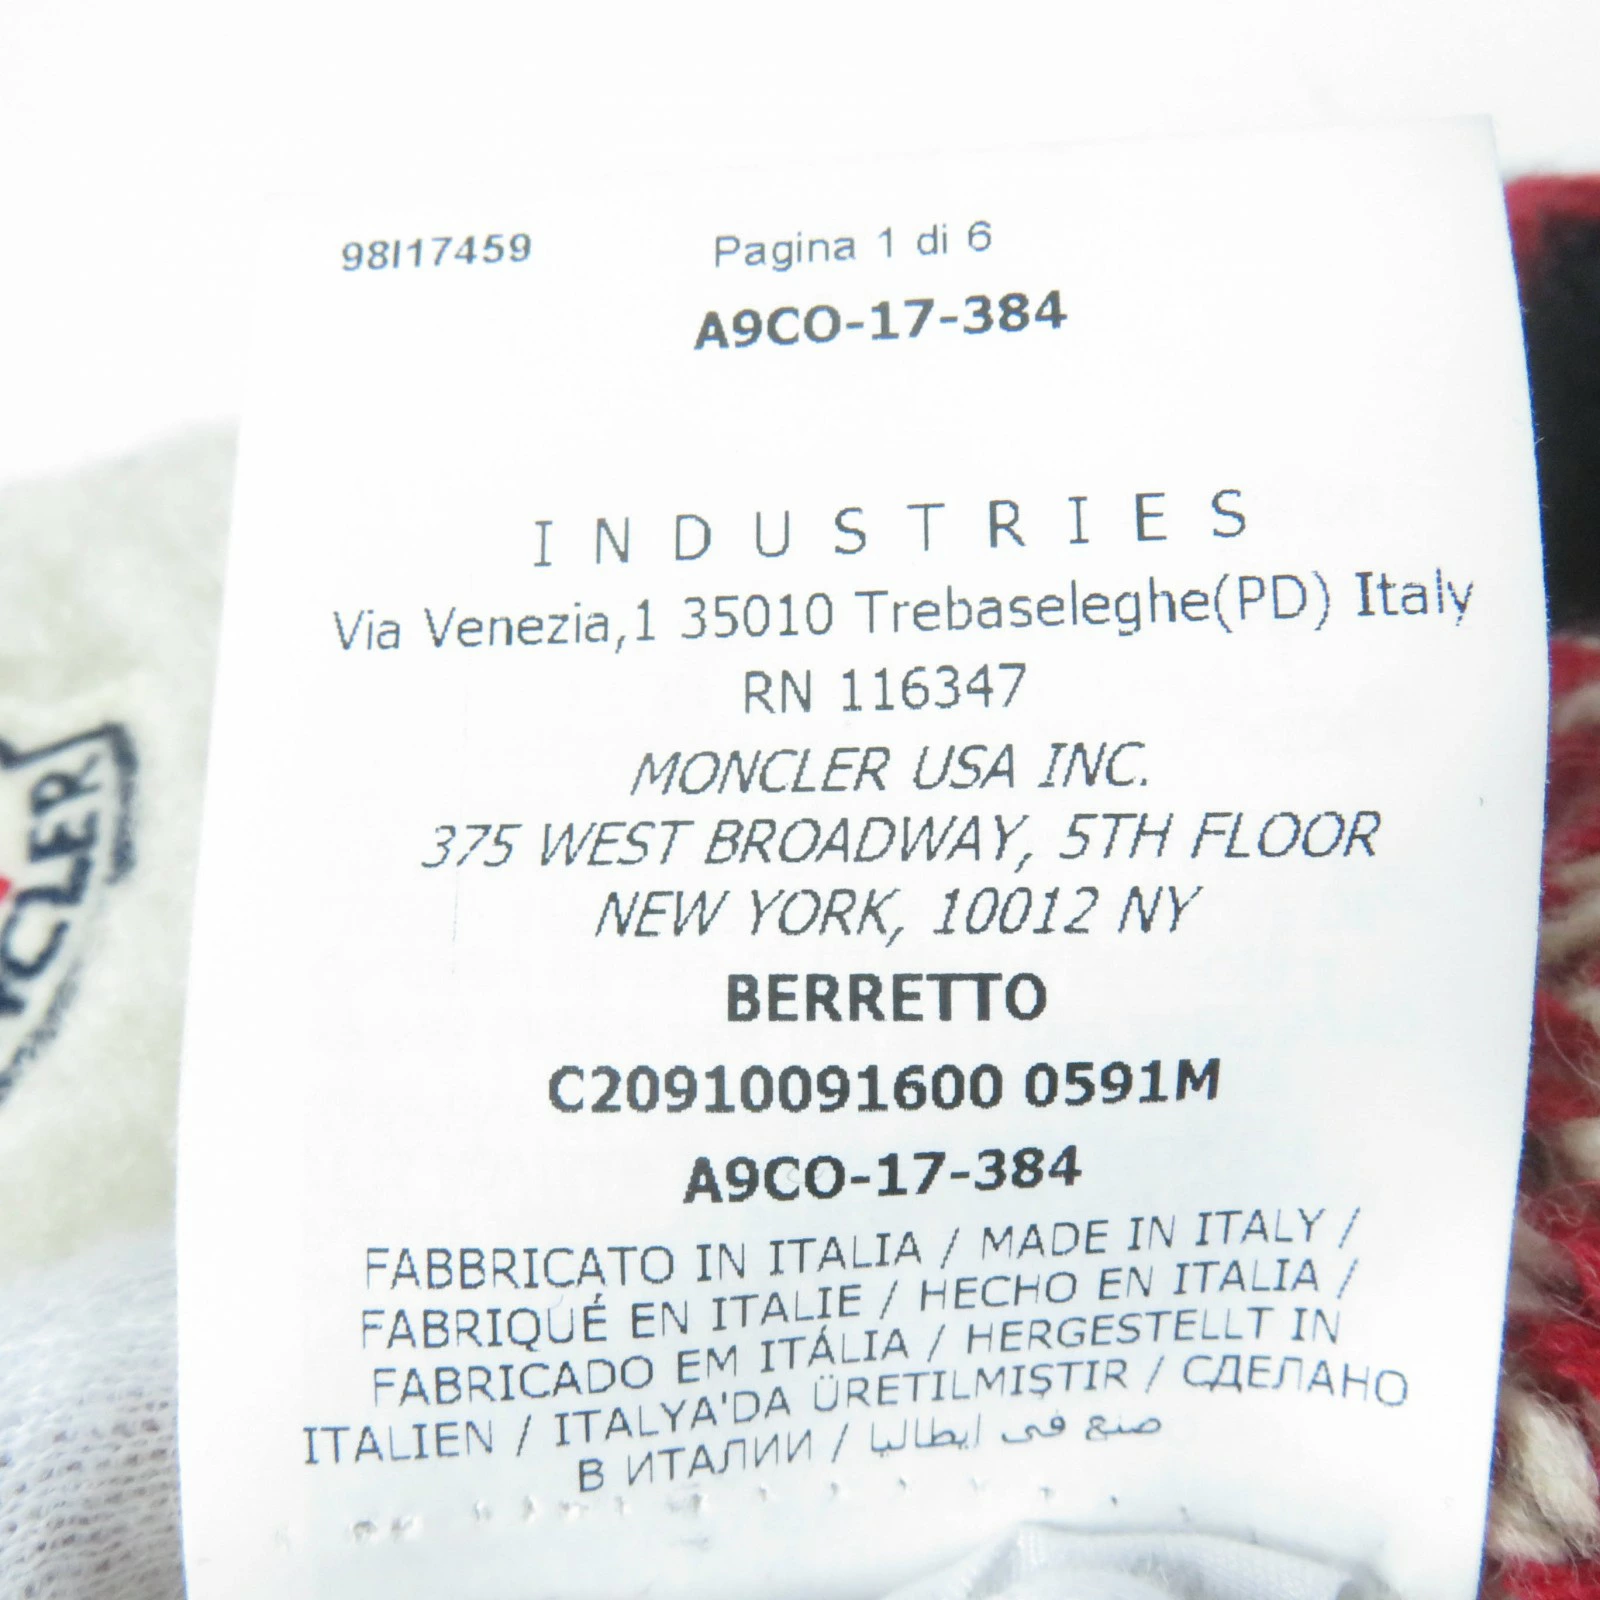 98I17459 Pagina 1 di 6
A9CO-17-384
INDUSTRIES
Via Venezia,1 35010 Trebaseleghe(PD) Italy
RN 116347
MONCLER USA INC.
375 WEST BROADWAY, 5TH FLOOR
NEW YORK, 10012 NY
BERRETTO
C20910091600 0591M
A9CO-17-384
FABBRICATO IN ITALIA / MADE IN ITALY /
FABRIQUÉ EN ITALIE / HECHO EN ITALIA /
FABRICADO EM ITÁLIA / HERGESTELLT IN
ITALIEN / ITALYA'DA ÜRETILMIŞTIR / СДЕЛАНО
В ИТАЛИИ / صنع في ايطاليا